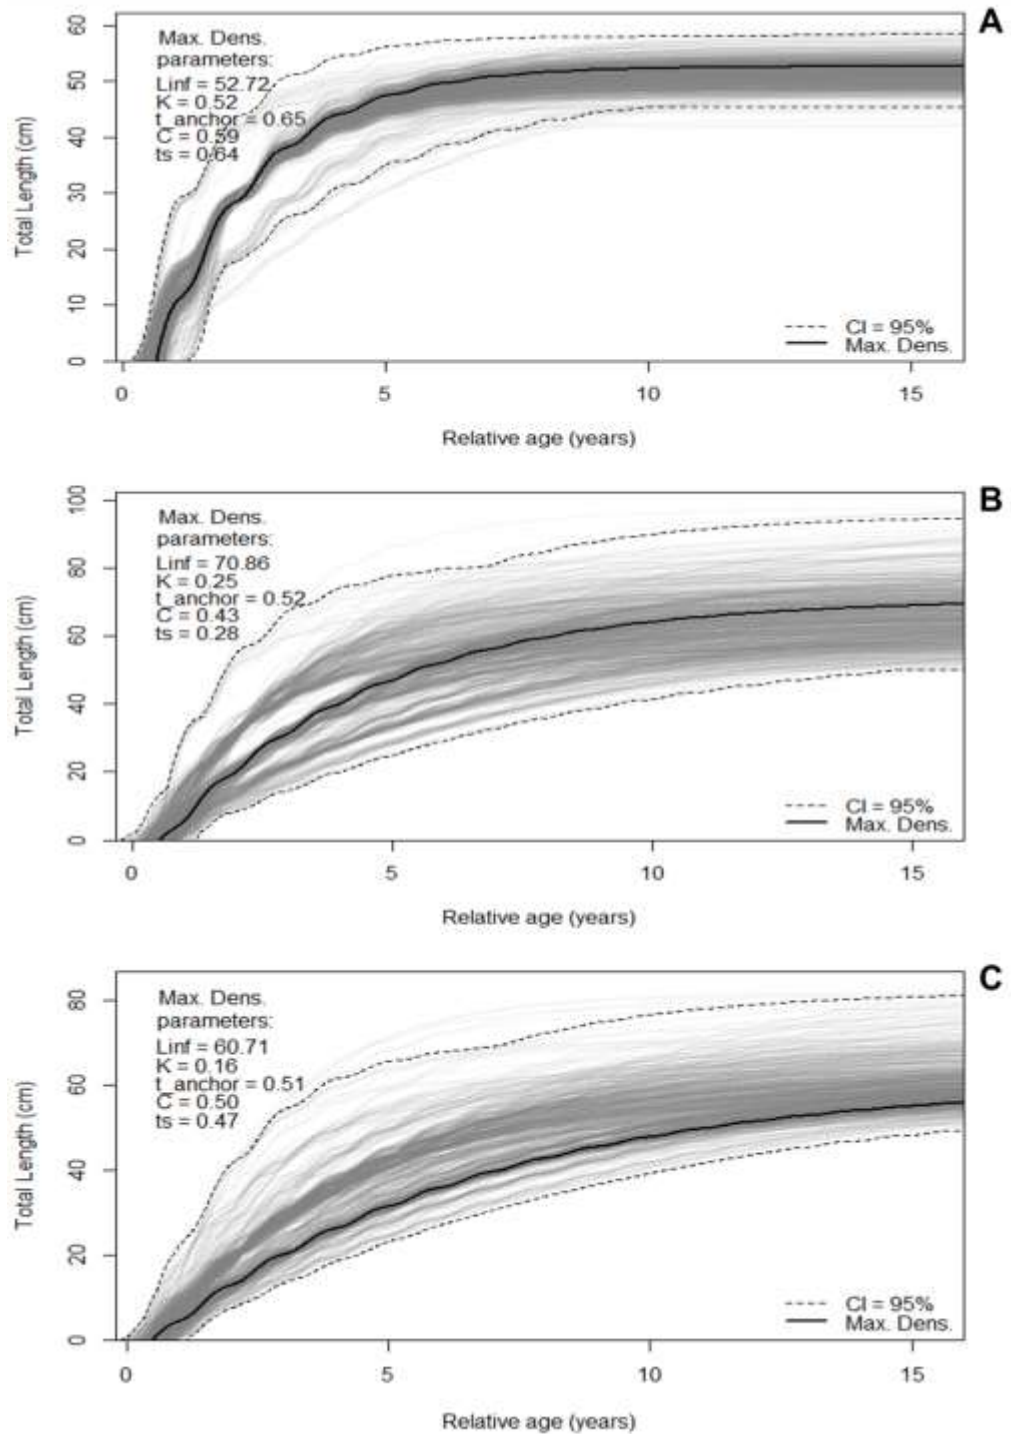 A
Max. Dens.
parameters:
Linf = 52.72
K = 0.52
t_anchor = 0.65
C = 0.59
ts = 0.64
Total Length (cm)
60
50
40
30
20
10
0
CI = 95%
Max. Dens.
0 5 10 15
Relative age (years)
B
Max. Dens.
parameters:
Linf = 70.86
K = 0.25
t_anchor = 0.52
C = 0.43
ts = 0.28
Total Length (cm)
100
80
60
40
20
0
CI = 95%
Max. Dens.
0 5 10 15
Relative age (years)
C
Max. Dens.
parameters:
Linf = 60.71
K = 0.16
t_anchor = 0.51
C = 0.50
ts = 0.47
Total Length (cm)
80
60
40
20
0
CI = 95%
Max. Dens.
0 5 10 15
Relative age (years)